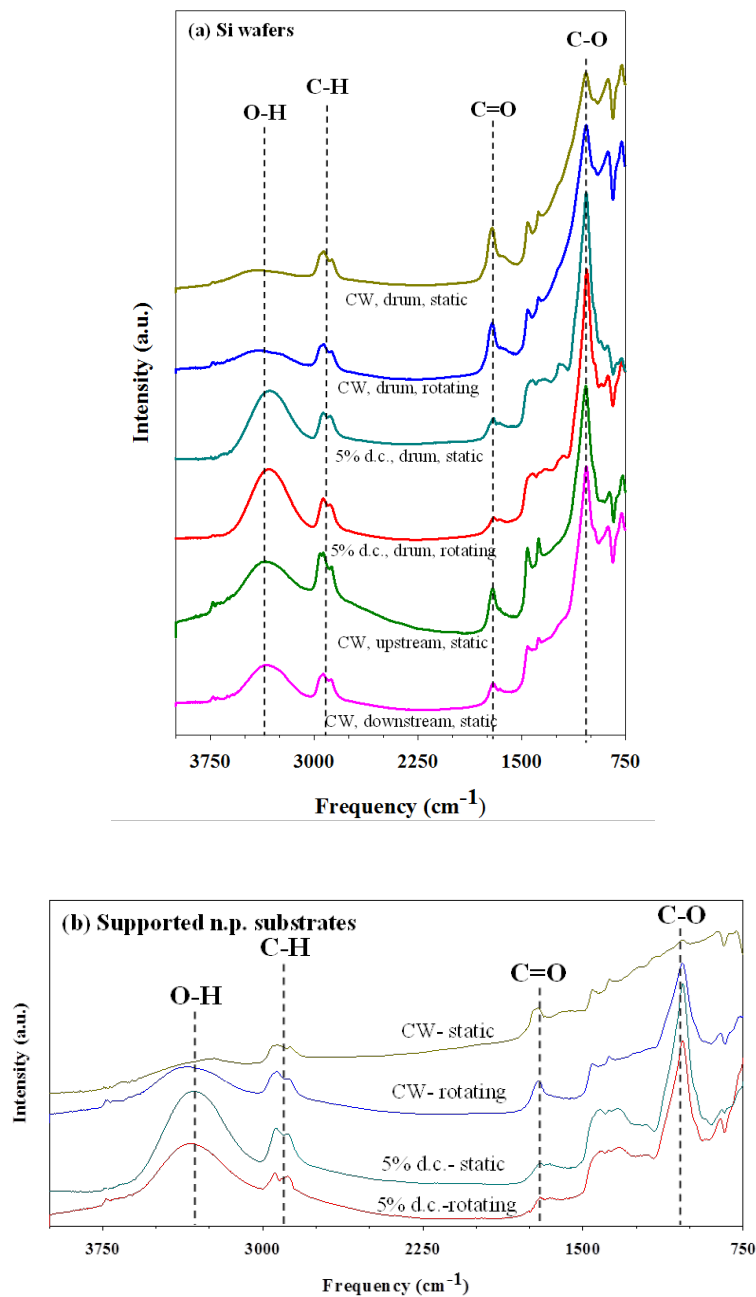 (a) Si wafers
C-O
C-H
C=O
O-H
CW, drum, static
CW, drum, rotating
5% d.c., drum, static
5% d.c., drum, rotating
CW, upstream, static
CW, downstream, static
Intensity (a.u.)
3750 3000 2250 1500 750
Frequency (cm-1)
(b) Supported n.p. substrates
C-O
C-H
C=O
O-H
CW- static
CW- rotating
5% d.c.- static
5% d.c.-rotating
Intensity (a.u.)
3750 3000 2250 1500 750
Frequency (cm-1)